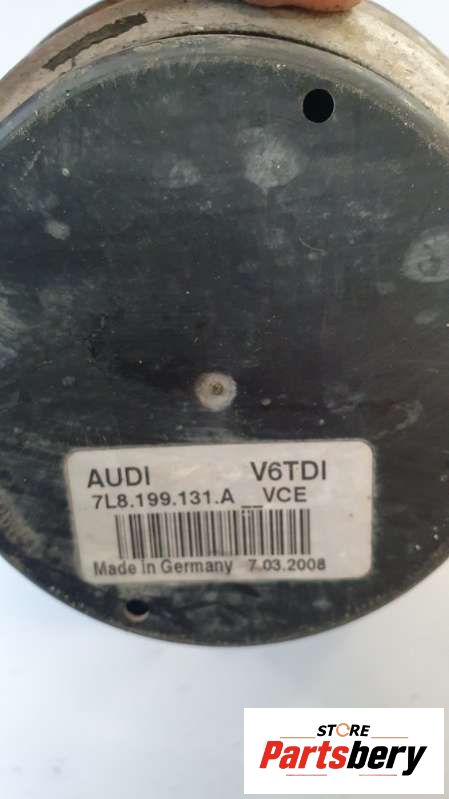 AUDI V6TDI
7L8.199.131.A __VCE
Made in Germany 7.03.2008
STORE
Partsbery